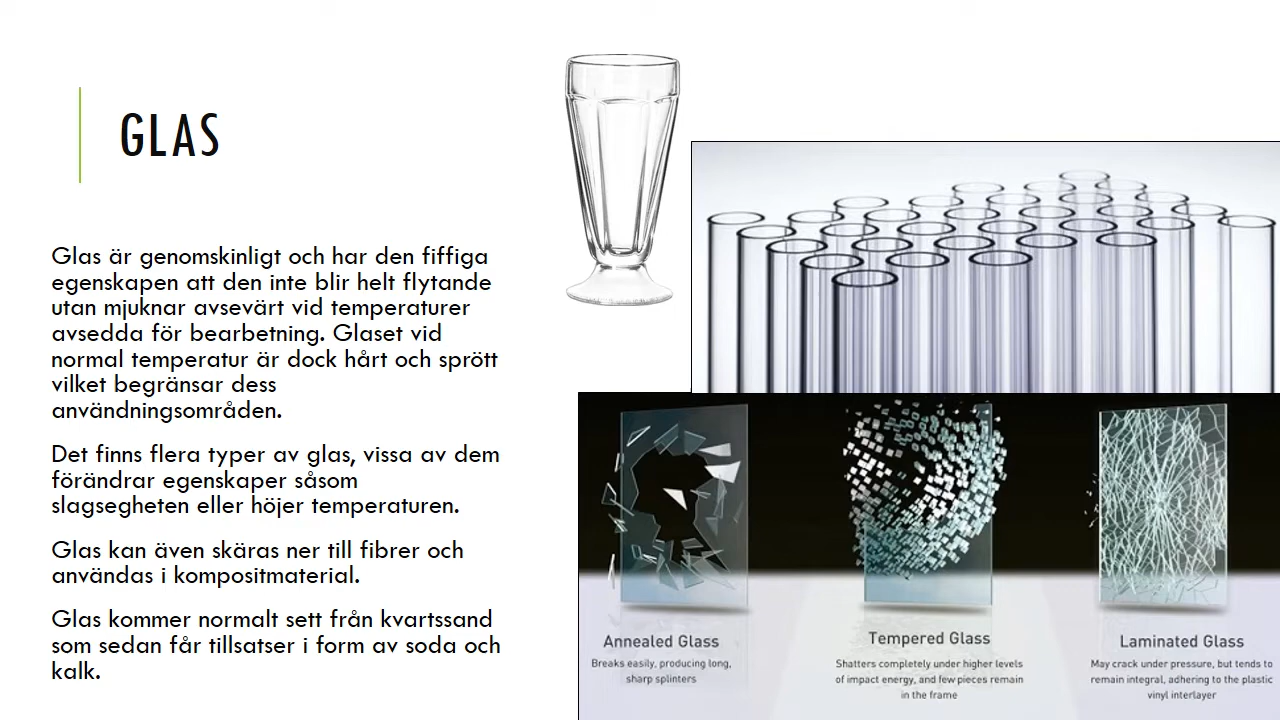 GLAS
Glas är genomskinligt och har den fiffiga
egenskapen att den inte blir helt flytande
utan mjuknar avsevärt vid temperaturer
avsedda för bearbetning. Glaset vid
normal temperatur är dock hårt och sprött
vilket begränsar dess
användningsområden.
Det finns flera typer av glas, vissa av dem
förändrar egenskaper såsom
slagsegheten eller höjer temperaturen.
Glas kan även skäras ner till fibrer och
användas i kompositmaterial.
Glas kommer normalt sett från kvartssand
som sedan får tillsatser i form av soda och
kalk.
Annealed Glass
Breaks easily, producing long,
sharp splinters
Tempered Glass
Shatters completely under higher levels
of impact energy, and few pieces remain
in the frame
Laminated Glass
May crack under pressure, but tends to
remain integral, adhering to the plastic
vinyl interlayer